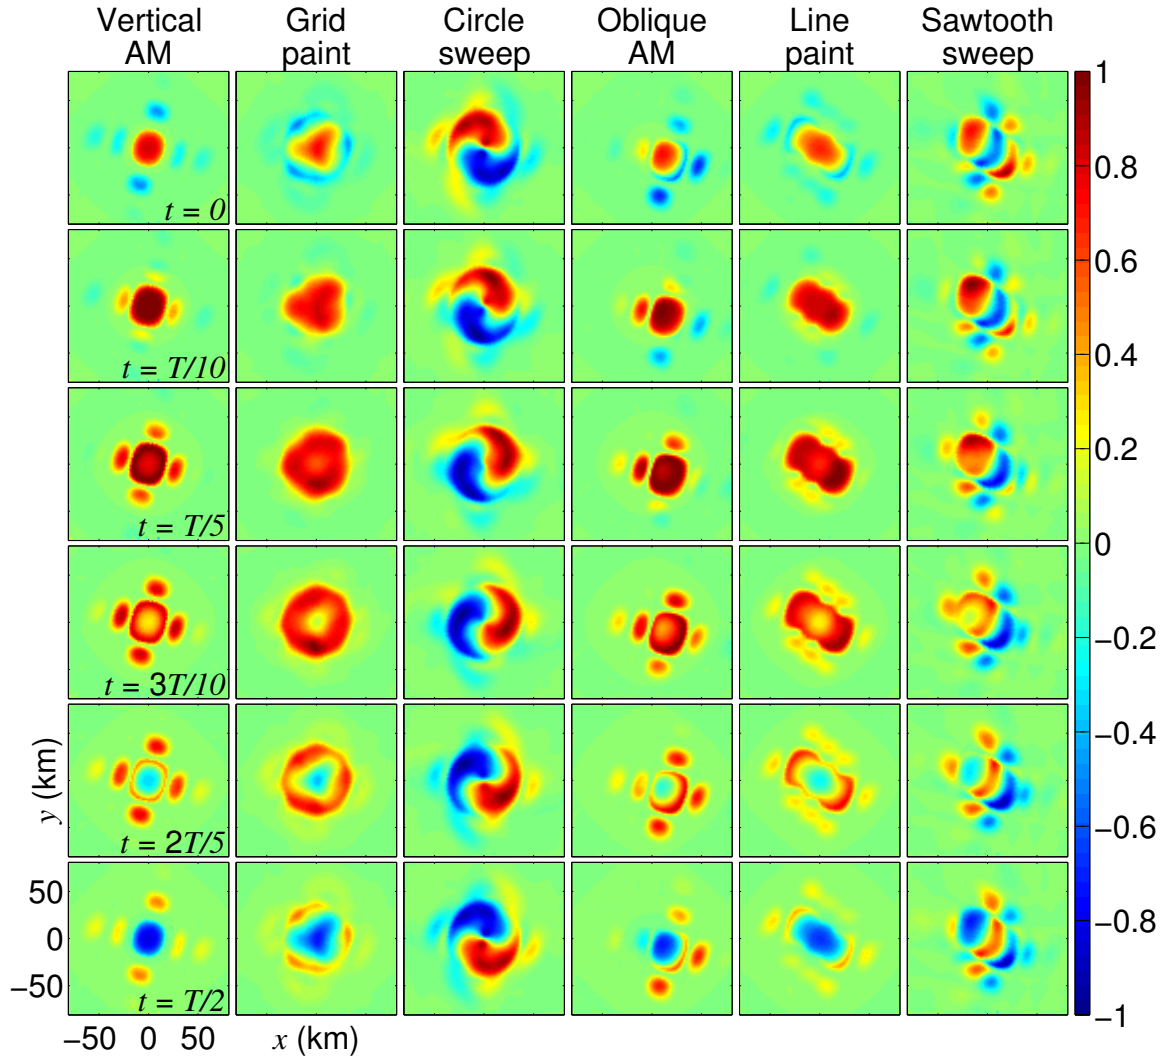 Vertical AM
Grid paint
Circle sweep
Oblique AM
Line paint
Sawtooth sweep
t = 0
t = T/10
t = T/5
t = 3T/10
t = 2T/5
t = T/2
y (km)
50
0
−50
−50 0 50
x (km)
1
0.8
0.6
0.4
0.2
0
−0.2
−0.4
−0.6
−0.8
−1